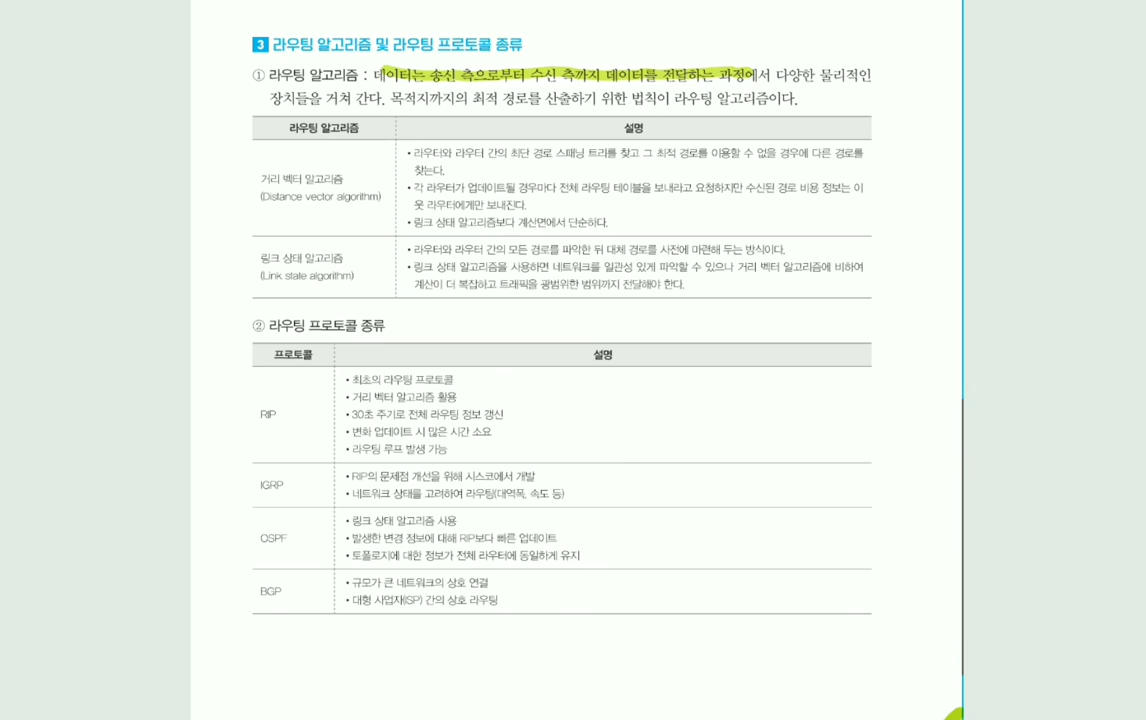 3 라우팅 알고리즘 및 라우팅 프로토콜 종류
① 라우팅 알고리즘 : 데이터는 송신 측으로부터 수신 측까지 데이터를 전달하는 과정에서 다양한 물리적인
장치들을 거쳐 간다. 목적지까지의 최적 경로를 산출하기 위한 법칙이 라우팅 알고리즘이다.
라우팅 알고리즘 설명
거리 벡터 알고리즘
(Distance vector algorithm)
• 라우터와 라우터 간의 최단 경로 스패닝 트리를 찾고 그 최적 경로를 이용할 수 없을 경우에 다른 경로를
찾는다.
• 각 라우터가 업데이트될 경우마다 전체 라우팅 테이블을 보내라고 요청하지만 수신된 경로 비용 정보는 이
웃 라우터에게만 보내진다.
• 링크 상태 알고리즘보다 계산면에서 단순하다.
링크 상태 알고리즘
(Link state algorithm)
• 라우터와 라우터 간의 모든 경로를 파악한 뒤 대체 경로를 사전에 마련해 두는 방식이다.
• 링크 상태 알고리즘을 사용하면 네트워크를 일관성 있게 파악할 수 있으나 거리 벡터 알고리즘에 비하여
계산이 더 복잡하고 트래픽을 광범위한 범위까지 전달해야 한다.
② 라우팅 프로토콜 종류
프로토콜 설명
RIP
• 최초의 라우팅 프로토콜
• 거리 벡터 알고리즘 활용
• 30초 주기로 전체 라우팅 정보 갱신
• 변화 업데이트 시 많은 시간 소요
• 라우팅 루프 발생 가능
IGRP
• RIP의 문제점 개선을 위해 시스코에서 개발
• 네트워크 상태를 고려하여 라우팅(대역폭, 속도 등)
OSPF
• 링크 상태 알고리즘 사용
• 발생한 변경 정보에 대해 RIP보다 빠른 업데이트
• 토폴로지에 대한 정보가 전체 라우터에 동일하게 유지
BGP
• 규모가 큰 네트워크의 상호 연결
• 대형 사업자(ISP) 간의 상호 라우팅